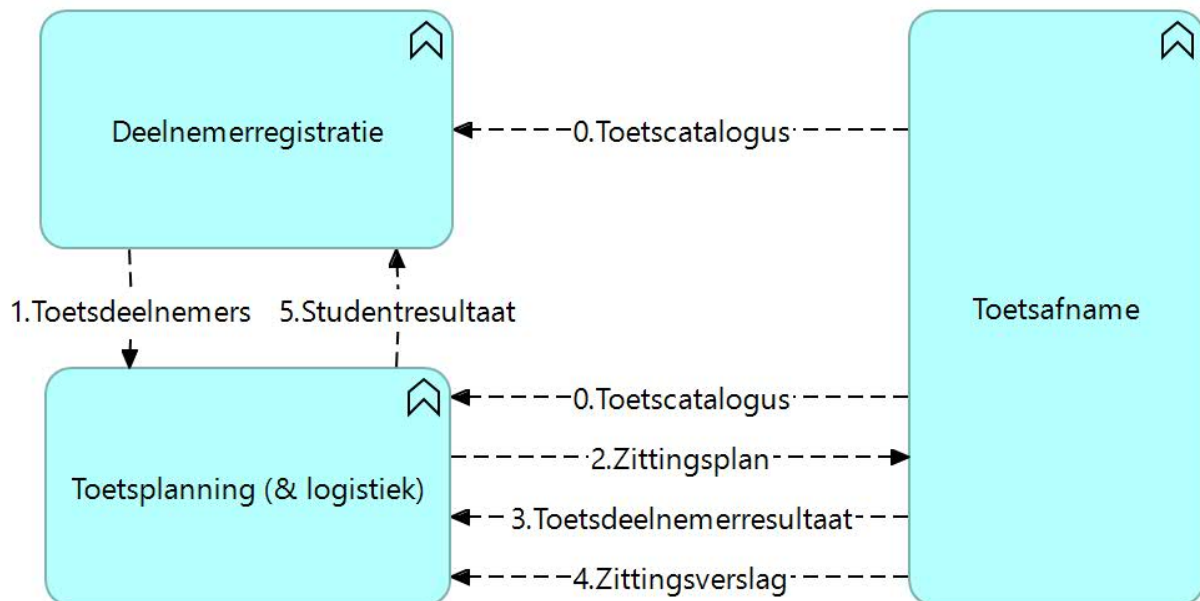 Deelnemerregistratie
0.Toetscatalogus
1.Toetsdeelnemers
5.Studentresultaat
Toetsafname
0.Toetscatalogus
2.Zittingsplan
Toetsplanning (& logistiek)
3.Toetsdeelnemerresultaat
4.Zittingsverslag